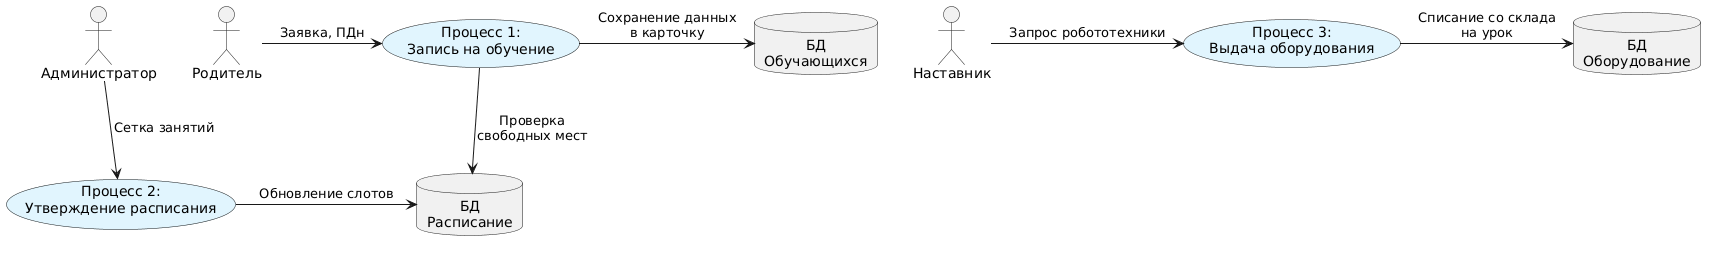 Администратор
Родитель
Заявка, ПДн
Процесс 1:
Запись на обучение
Сохранение данных
в карточку
БД
Обучающихся
Наставник
Запрос робототехники
Процесс 3:
Выдача оборудования
Списание со склада
на урок
БД
Оборудование
Сетка занятий
Проверка
свободных мест
Процесс 2:
Утверждение расписания
Обновление слотов
БД
Расписание